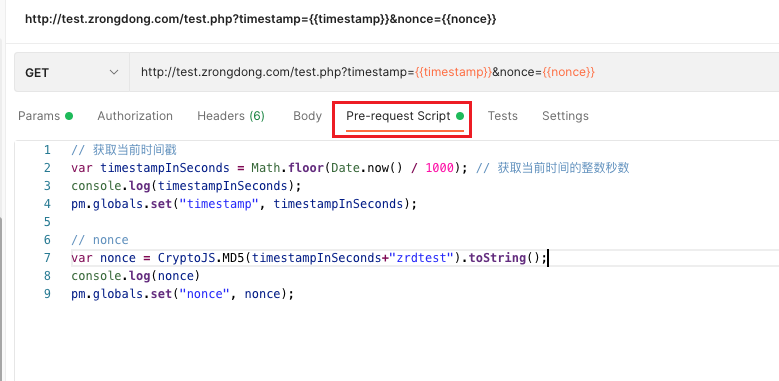 http://test.zrongdong.com/test.php?timestamp={{timestamp}}&nonce={{nonce}}
GET http://test.zrongdong.com/test.php?timestamp={{timestamp}}&nonce={{nonce}}
Params Authorization Headers (6) Body Pre-request Script Tests Settings
1 // 获取当前时间戳
2 var timestampInSeconds = Math.floor(Date.now() / 1000); // 获取当前时间的整数秒数
3 console.log(timestampInSeconds);
4 pm.globals.set("timestamp", timestampInSeconds);
5
6 // nonce
7 var nonce = CryptoJS.MD5(timestampInSeconds+"zrdtest").toString();
8 console.log(nonce)
9 pm.globals.set("nonce", nonce);